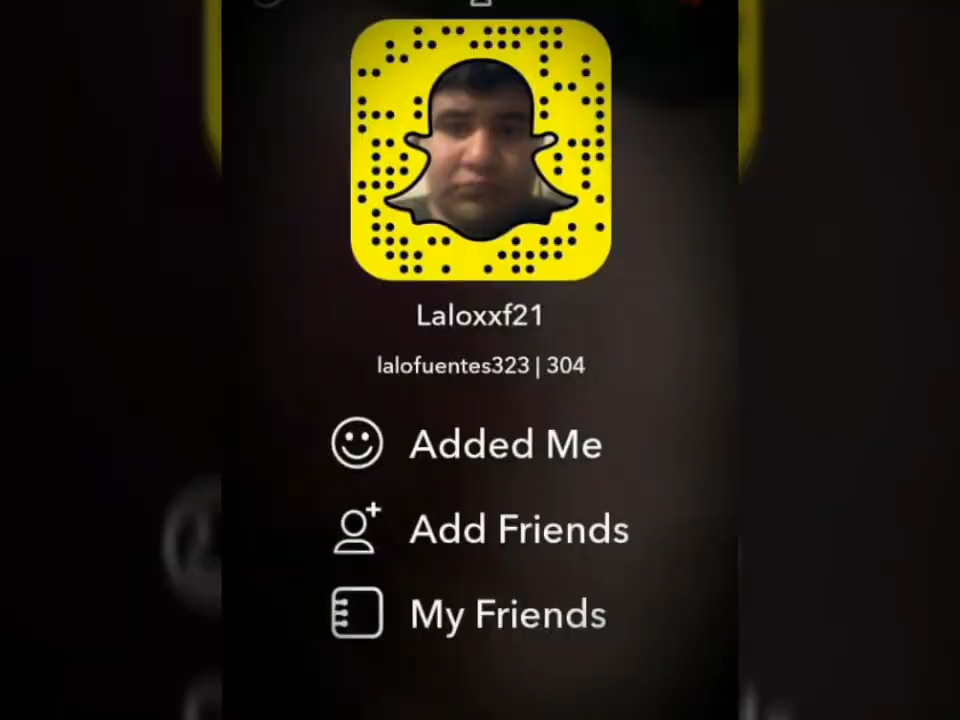 Laloxxf21
lalofuentes323 | 304
Added Me
Add Friends
My Friends